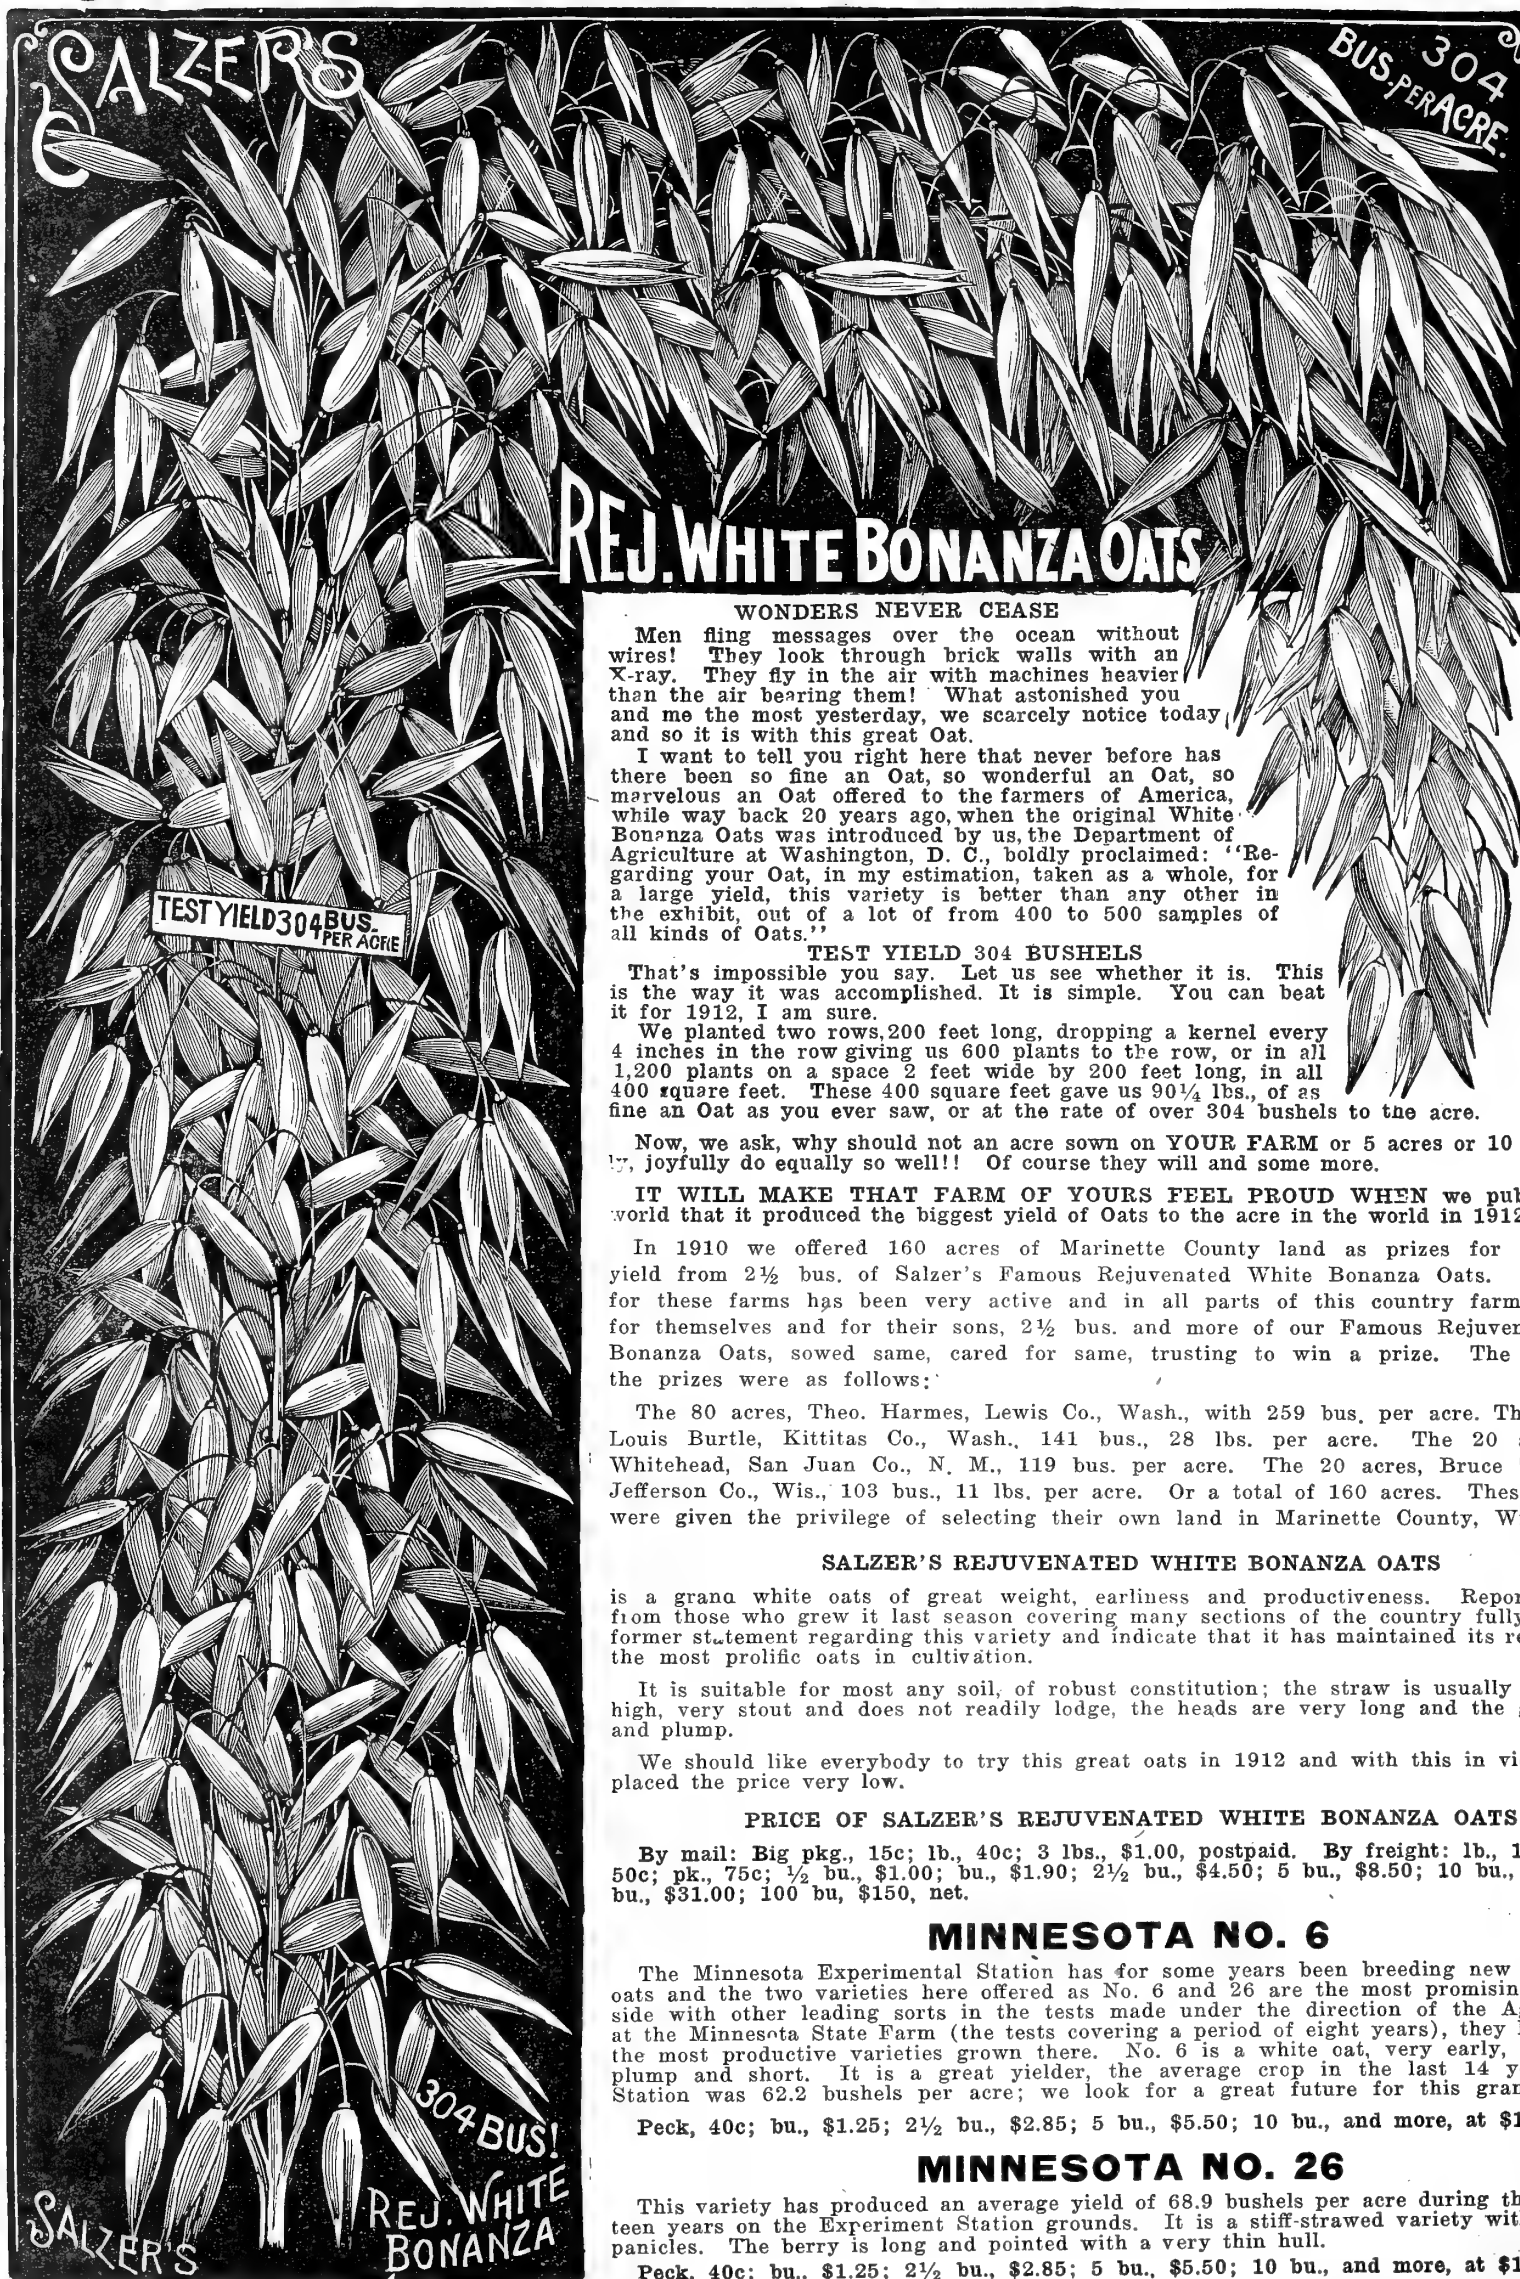 SALZER'S
304
BUS. PER ACRE.
REJ. WHITE BONANZA OATS
WONDERS NEVER CEASE
Men fling messages over the ocean without
wires! They look through brick walls with an
X-ray. They fly in the air with machines heavier
than the air bearing them! What astonished you
and me the most yesterday, we scarcely notice today,
and so it is with this great Oat.
I want to tell you right here that never before has
there been so fine an Oat, so wonderful an Oat, so
marvelous an Oat offered to the farmers of America,
while way back 20 years ago, when the original White
Bonanza Oats was introduced by us, the Department of
Agriculture at Washington, D. C., boldly proclaimed: "Re-
garding your Oat, in my estimation, taken as a whole, for
a large yield, this variety is better than any other in
the exhibit, out of a lot of from 400 to 500 samples of
all kinds of Oats."
TEST YIELD 304 BUS.
PER ACRE
TEST YIELD 304 BUSHELS
That's impossible you say. Let us see whether it is. This
is the way it was accomplished. It is simple. You can beat
it for 1912, I am sure.
We planted two rows, 200 feet long, dropping a kernel every
4 inches in the row giving us 600 plants to the row, or in all
1,200 plants on a space 2 feet wide by 200 feet long, in all
400 square feet. These 400 square feet gave us 90¼ lbs., of as
fine an Oat as you ever saw, or at the rate of over 304 bushels to the acre.
Now, we ask, why should not an acre sown on YOUR FARM or 5 acres or 10
joyfully do equally so well!! Of course they will and some more.
IT WILL MAKE THAT FARM OF YOURS FEEL PROUD WHEN we pub
world that it produced the biggest yield of Oats to the acre in the world in 1912
In 1910 we offered 160 acres of Marinette County land as prizes for
yield from 2½ bus. of Salzer's Famous Rejuvenated White Bonanza Oats.
for these farms has been very active and in all parts of this country farm
for themselves and for their sons, 2½ bus. and more of our Famous Rejuven
Bonanza Oats, sowed same, cared for same, trusting to win a prize. The
the prizes were as follows:
The 80 acres, Theo. Harmes, Lewis Co., Wash., with 259 bus. per acre. Th
Louis Burtle, Kittitas Co., Wash., 141 bus., 28 lbs. per acre. The 20
Whitehead, San Juan Co., N. M., 119 bus. per acre. The 20 acres, Bruce
Jefferson Co., Wis., 103 bus., 11 lbs. per acre. Or a total of 160 acres. Thes
were given the privilege of selecting their own land in Marinette County, W
SALZER'S REJUVENATED WHITE BONANZA OATS
is a grand white oats of great weight, earliness and productiveness. Repor
from those who grew it last season covering many sections of the country fully
former statement regarding this variety and indicate that it has maintained its re
the most prolific oats in cultivation.
It is suitable for most any soil, of robust constitution; the straw is usually
high, very stout and does not readily lodge, the heads are very long and the
and plump.
We should like everybody to try this great oats in 1912 and with this in vi
placed the price very low.
PRICE OF SALZER'S REJUVENATED WHITE BONANZA OATS
By mail: Big pkg., 15c; lb., 40c; 3 lbs., $1.00, postpaid. By freight: lb., 1
50c; pk., 75c; ½ bu., $1.00; bu., $1.90; 2½ bu., $4.50; 5 bu., $8.50; 10 bu.,
bu., $31.00; 100 bu, $150, net.
MINNESOTA NO. 6
The Minnesota Experimental Station has for some years been breeding new
oats and the two varieties here offered as No. 6 and 26 are the most promisin
side with other leading sorts in the tests made under the direction of the A
at the Minnesota State Farm (the tests covering a period of eight years), they
the most productive varieties grown there. No. 6 is a white oat, very early,
plump and short. It is a great yielder, the average crop in the last 14 y
Station was 62.2 bushels per acre; we look for a great future for this gran
Peck, 40c; bu., $1.25; 2½ bu., $2.85; 5 bu., $5.50; 10 bu., and more, at $1
MINNESOTA NO. 26
This variety has produced an average yield of 68.9 bushels per acre during th
teen years on the Experiment Station grounds. It is a stiff-strawed variety wit
panicles. The berry is long and pointed with a very thin hull.
Peck, 40c; bu., $1.25; 2½ bu., $2.85; 5 bu., $5.50; 10 bu., and more, at $1
304 BUS!
SALZER'S
REJ. WHITE
BONANZA